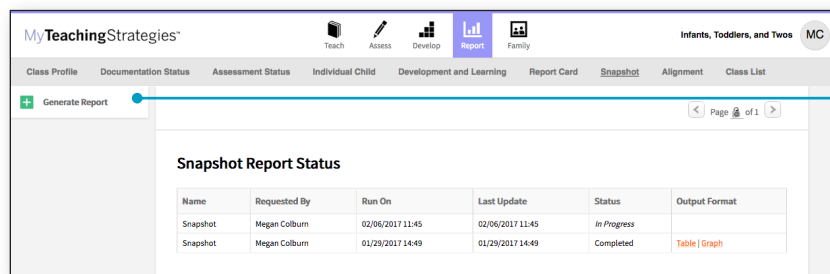 MyTeachingStrategies™
Teach Assess Develop Report Family
Infants, Toddlers, and Twos MC
Class Profile Documentation Status Assessment Status Individual Child Development and Learning Report Card Snapshot Alignment Class List
Generate Report
Page of 1
Snapshot Report Status
Name Requested By Run On Last Update Status Output Format
Snapshot Megan Colburn 02/06/2017 11:45 02/06/2017 11:45 In Progress
Snapshot Megan Colburn 01/29/2017 14:49 01/29/2017 14:49 Completed Table | Graph